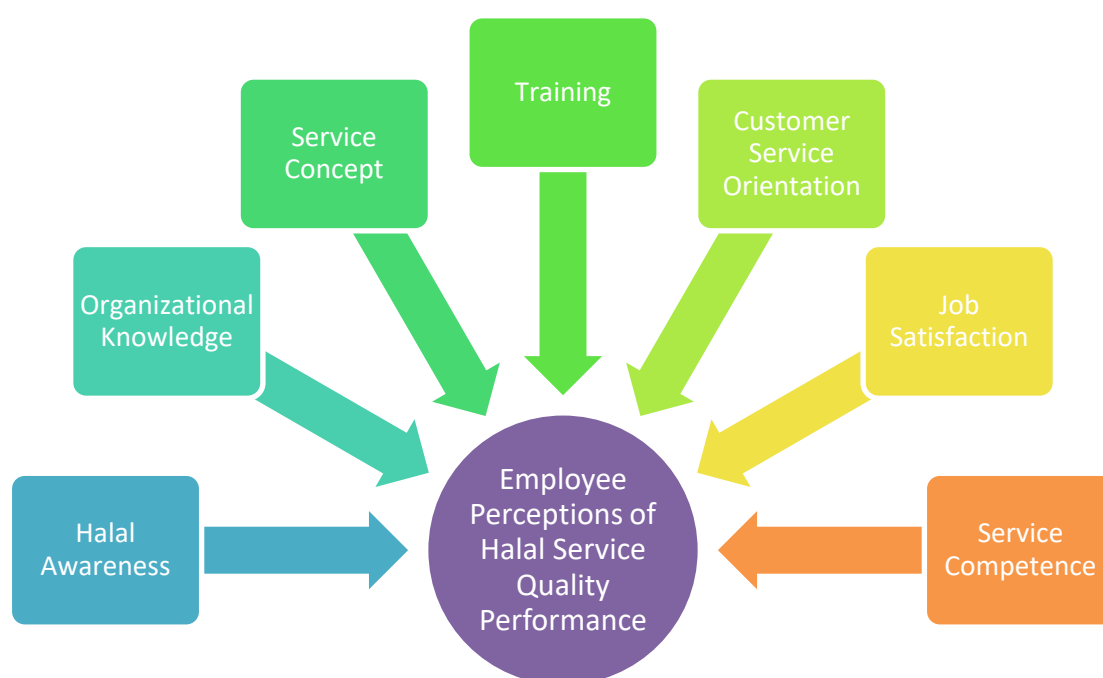 Training
Service
Concept
Customer
Service
Orientation
Organizational
Knowledge
Job
Satisfaction
Halal
Awareness
Employee
Perceptions of
Halal Service
Quality
Performance
Service
Competence